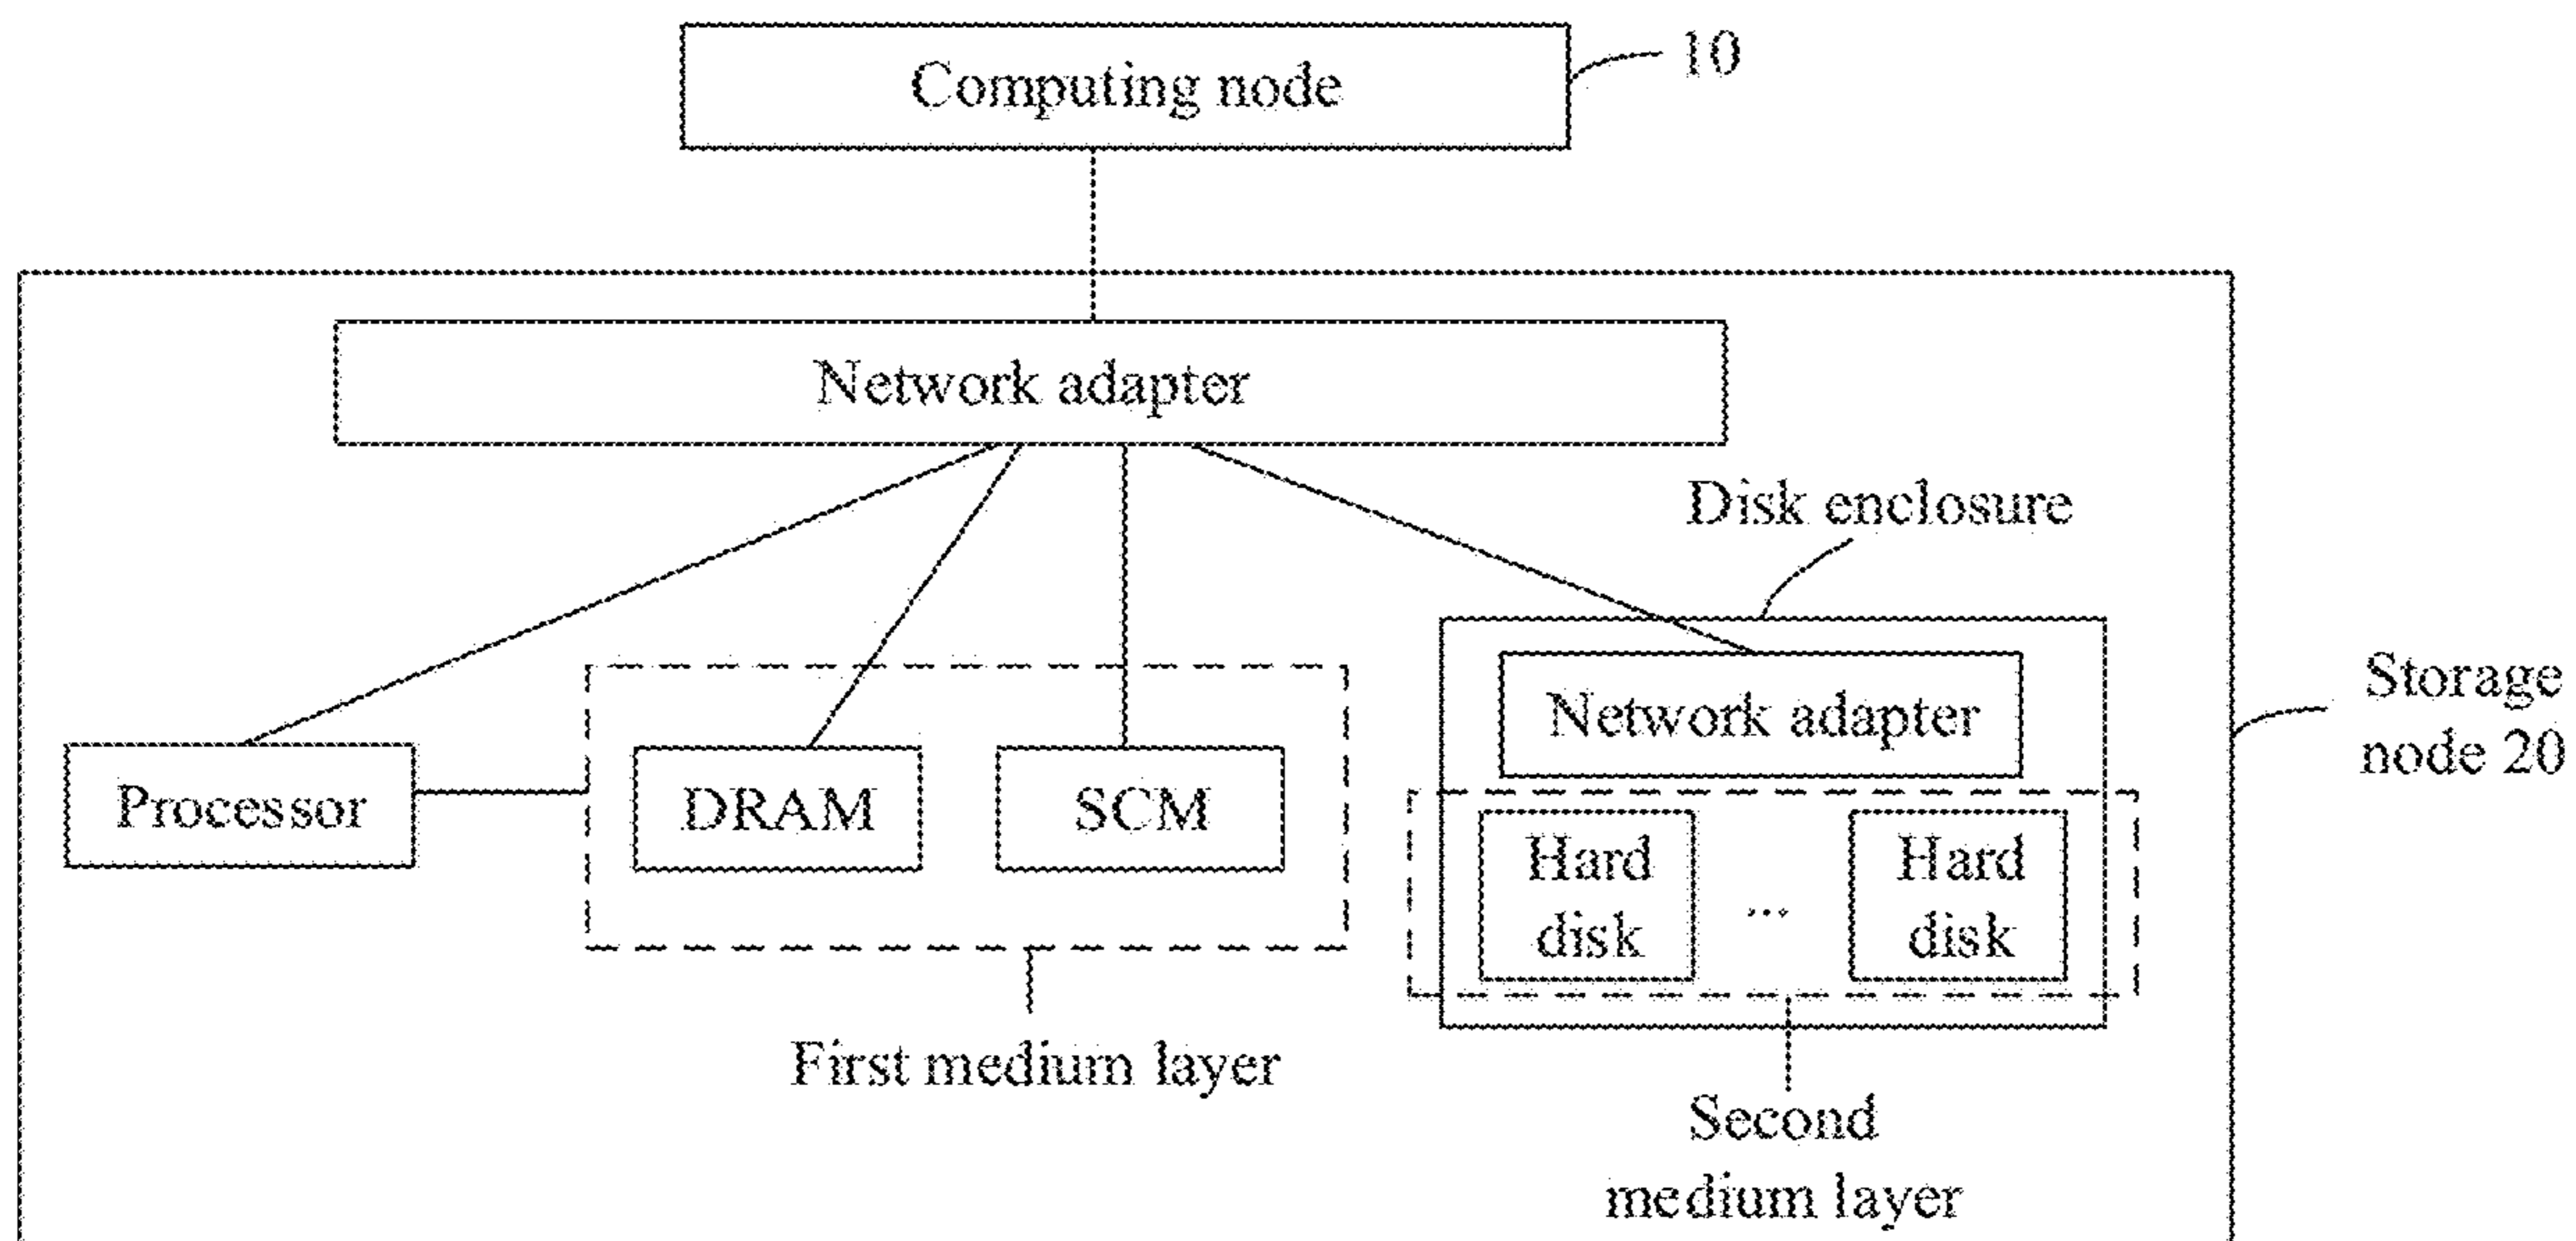 Computing node
10
Network adapter
Disk enclosure
Storage
node 20
Network adapter
Processor
DRAM
SCM
Hard
disk
...
Hard
disk
First medium layer
Second
medium layer